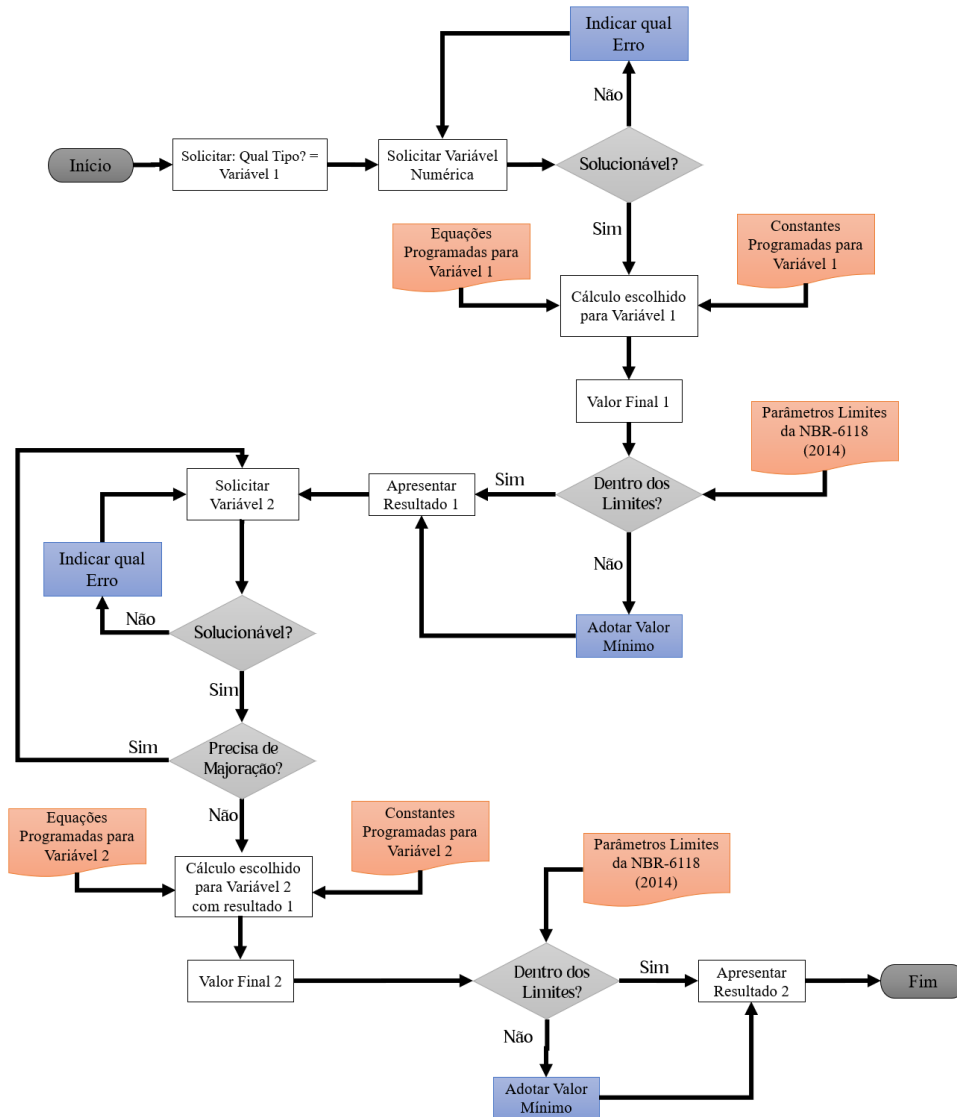 Indicar qual
Erro
Não
Início
Solicitar: Qual Tipo? =
Variável 1
Solicitar Variável
Numérica
Solucionável?
Sim
Equações
Programadas para
Variável 1
Constantes
Programadas para
Variável 1
Cálculo escolhido
para Variável 1
Valor Final 1
Parâmetros Limites
da NBR-6118
(2014)
Dentro dos
Limites?
Sim
Apresentar
Resultado 1
Solicitar
Variável 2
Não
Adotar Valor
Mínimo
Indicar qual
Erro
Não
Solucionável?
Sim
Precisa de
Majoração?
Sim
Não
Equações
Programadas para
Variável 2
Constantes
Programadas para
Variável 2
Cálculo escolhido
para Variável 2
com resultado 1
Parâmetros Limites
da NBR-6118
(2014)
Valor Final 2
Dentro dos
Limites?
Sim
Apresentar
Resultado 2
Fim
Não
Adotar Valor
Mínimo